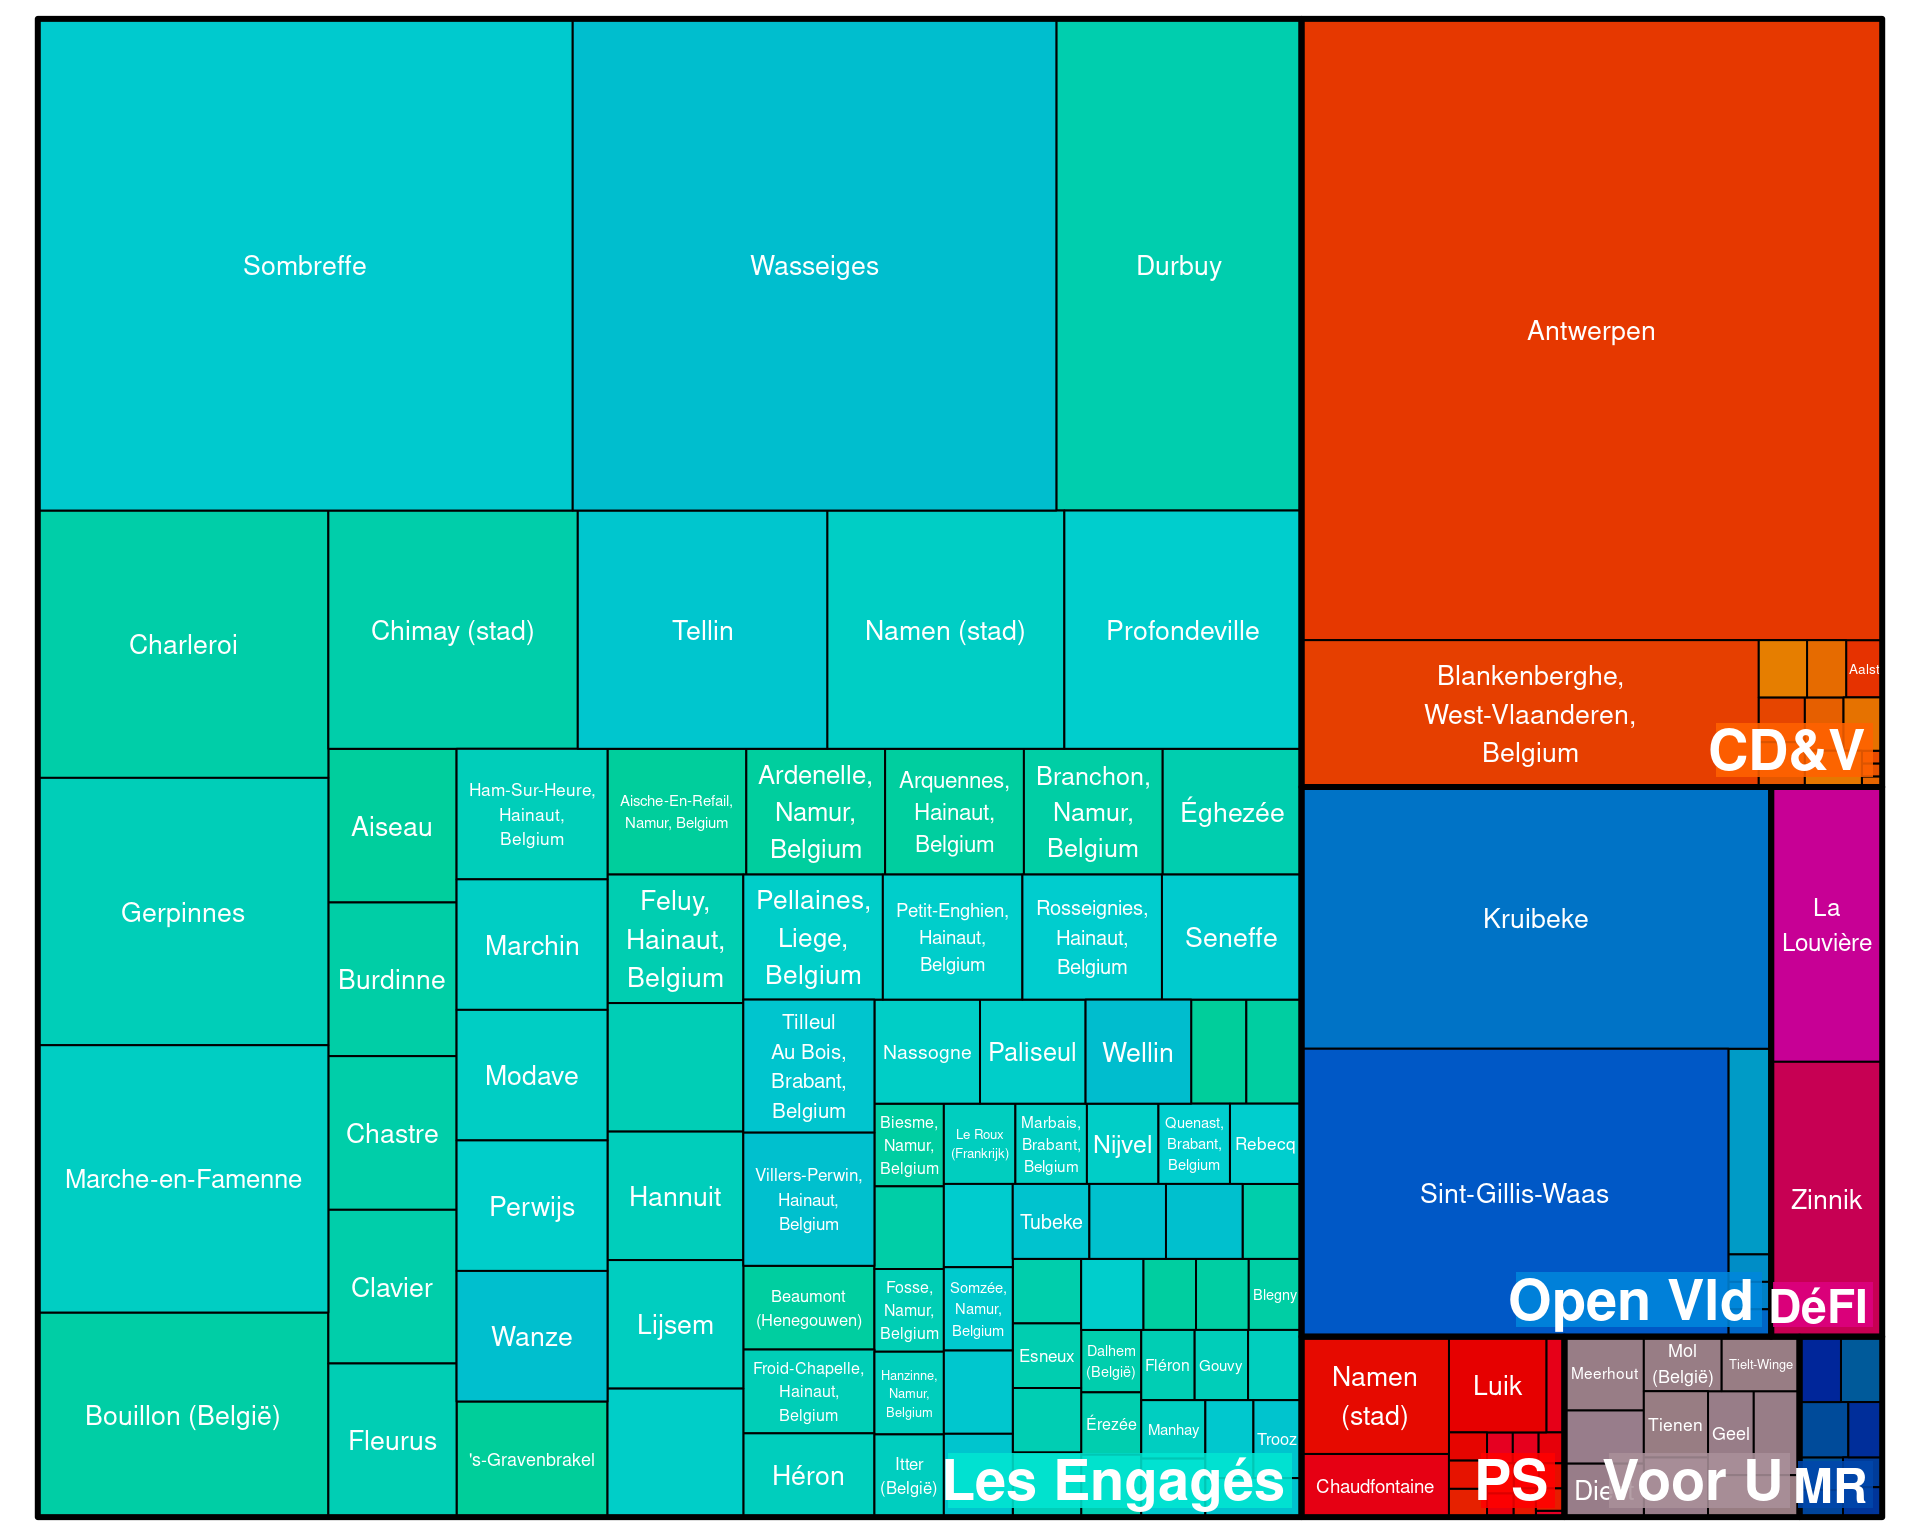 Sombreffe
Wasseiges
Durbuy
Antwerpen
Charleroi
Chimay (stad)
Tellin
Namen (stad)
Profondeville
Blankenberghe,
West-Vlaanderen,
Belgium
Aalst
CD&V
Gerpinnes
Marche-en-Famenne
Bouillon (België)
Aiseau
Burdinne
Chastre
Clavier
Fleurus
Ham-Sur-Heure,
Hainaut,
Belgium
Marchin
Modave
Perwijs
Wanze
's-Gravenbrakel
Aische-En-Refail,
Namur, Belgium
Ardenelle,
Namur,
Belgium
Arquennes,
Hainaut,
Belgium
Branchon,
Namur,
Belgium
Éghezée
Feluy,
Hainaut,
Belgium
Hannuit
Lijsem
Pellaines,
Liege,
Belgium
Petit-Enghien,
Hainaut,
Belgium
Rosseignies,
Hainaut,
Belgium
Seneffe
Tilleul
Au Bois,
Brabant,
Belgium
Villers-Perwin,
Hainaut,
Belgium
Beaumont
(Henegouwen)
Froid-Chapelle,
Hainaut,
Belgium
Héron
Nassogne
Paliseul
Wellin
Biesme,
Namur,
Belgium
Le Roux
(Frankrijk)
Marbais,
Brabant,
Belgium
Nijvel
Quenast,
Brabant,
Belgium
Rebecq
Fosse,
Namur,
Belgium
Hanzinne,
Namur,
Belgium
Itter
(België)
Somzée,
Namur,
Belgium
Tubeke
Esneux
Blegny
Dalhem
(België)
Fléron
Gouvy
Érezée
Manhay
Trooz
Les Engagés
Kruibeke
Sint-Gillis-Waas
Open Vld
La
Louvière
Zinnik
DéFI
Namen
(stad)
Chaudfontaine
Luik
PS
Meerhout
Mol
(België)
Tielt-Winge
Tienen
Geel
Voor U
MR